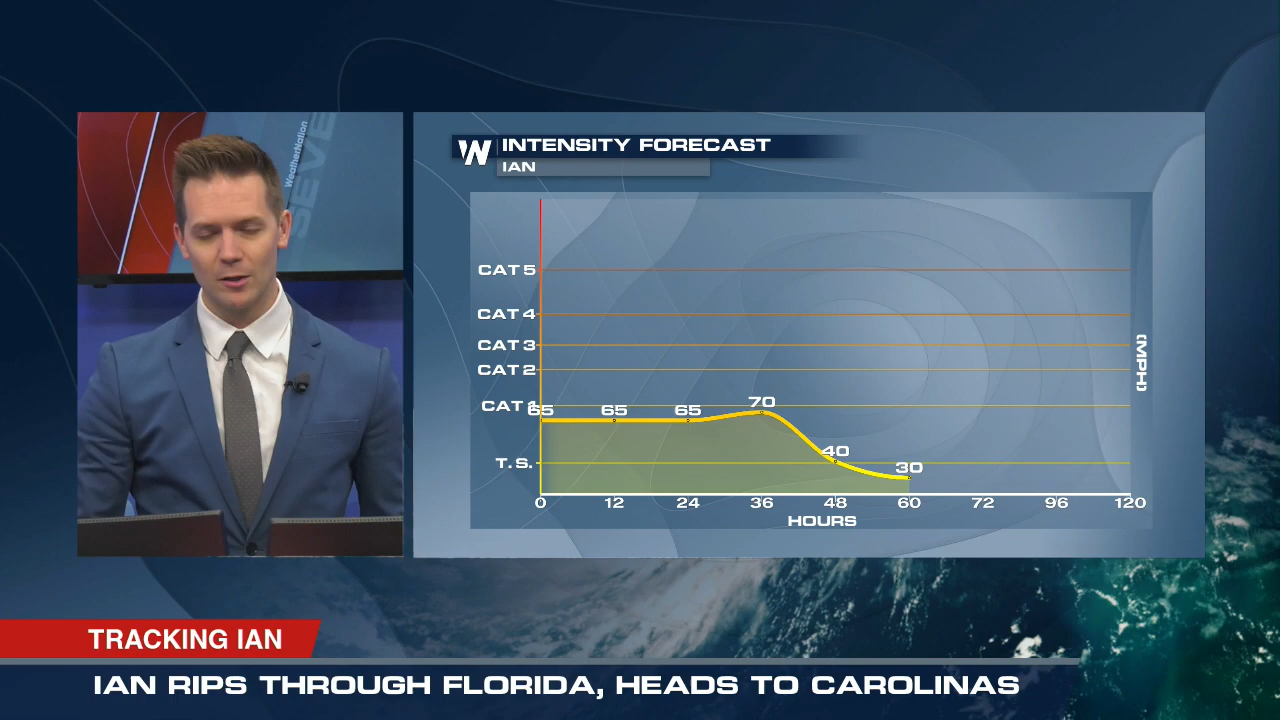 WeatherNation
SEVE
W INTENSITY FORECAST
IAN
CAT 5
CAT 4
CAT 3
CAT 2
CAT 1
T.S.
65 65 65 70 40 30
0 12 24 36 48 60 72 96 120
HOURS
(MPH)
TRACKING IAN
IAN RIPS THROUGH FLORIDA, HEADS TO CAROLINAS